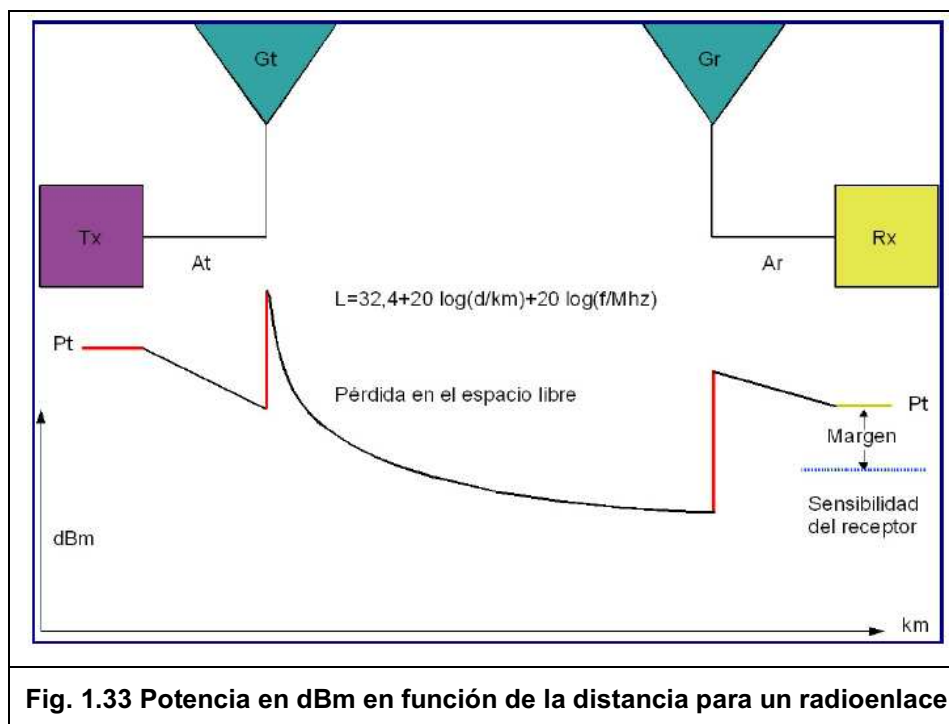 Gt
Gr
Tx
At
Ar
Rx
L=32,4+20 log(d/km)+20 log(f/Mhz)
Pt
Pérdida en el espacio libre
Pt
Margen
Sensibilidad
del receptor
dBm
km
Fig. 1.33 Potencia en dBm en función de la distancia para un radioenlace